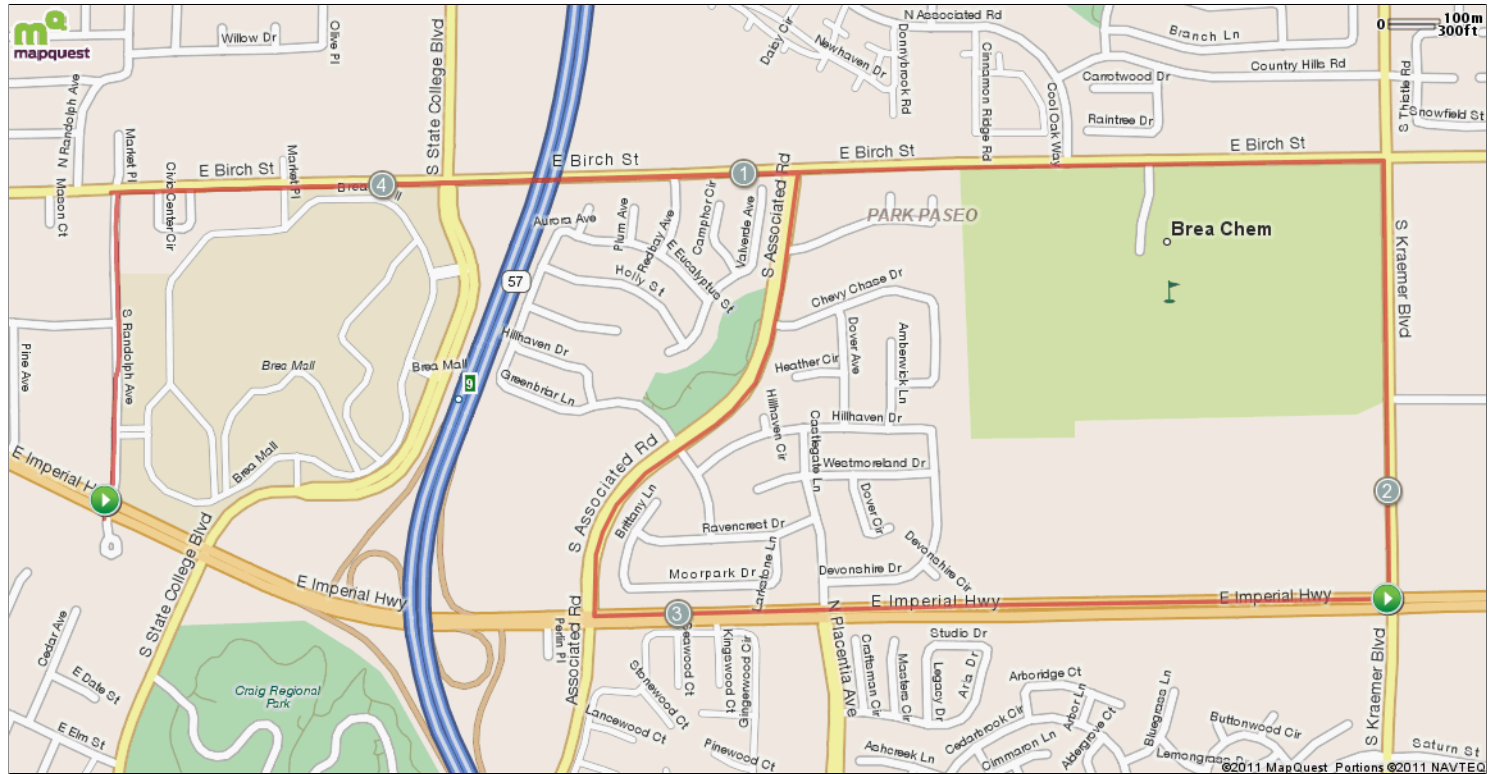 mapquest
Willow Dr
Olive Pl
S State College Blvd
N Randolph Ave
Market Pl
Macon Ct
Civic Center Cir
E Birch St
Market Pl
4
Brea Mall
E Birch St
1
E Birch St
E Birch St
N Associated Rd
Daisy Cir
Newhaven Dr
Donnybrook Rd
Cinnamon Ridge Rd
Cool Oak Way
Carrotwood Dr
Raintree Dr
Branch Ln
Country Hills Rd
S Thistle Rd
Snowfield St
0
100m
300ft
Aurora Ave
Plum Ave
Redbay Ave
Camphor Cir
Valverde Ave
E Eucalyptus St
Holly St
S Associated Rd
PARK PASEO
Brea Chem
S Kraemer Blvd
57
Hillhaven Dr
Greenbriar Ln
Chevy Chase Dr
Dover Ave
Amberwick Ln
Heather Cir
S Randolph Ave
Pine Ave
Brea Mall
Brea Mall
9
Brea Mall
Hillhaven Cir
Castlegate Ln
Hillhaven Dr
Westmoreland Dr
Dover Cir
E Imperial Hwy
S Associated Rd
Brittany Ln
Ravencrest Dr
Moorpark Dr
Larkstone Ln
Devonshire Dr
Devonshire Cir
2
S State College Blvd
E Imperial Hwy
3
E Imperial Hwy
E Imperial Hwy
Cedar Ave
E Date St
E Elm St
Craig Regional
Park
Associated Rd
Perlin Pl
Stonewood Ct
Lancewood Ct
Kingswood Ct
Gingerwood Cir
Pinewood Ct
N Placentia Ave
Craftsman Cir
Masters Cir
Legacy Dr
Aria Dr
Studio Dr
Ashcreek Ln
Cedarbrook Cir
Cimmaron Ln
Arboridge Ct
Arbor Ln
Aldergrove Ct
Bluegrass Ln
Buttonwood Cir
Lemongrass
S Kraemer Blvd
Saturn St
©2011 MapQuest Portions ©2011 NAVTEQ